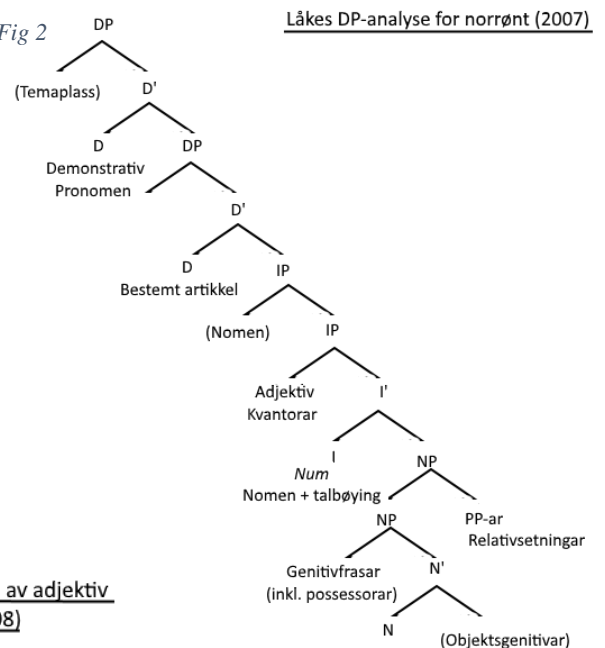 Fig 2
Låkes DP-analyse for norrønt (2007)
DP
(Temaplass)
D'
D
DP
Demonstrativ
Pronomen
D'
D
IP
Bestemt artikkel
(Nomen)
IP
Adjektiv
I'
Kvantorar
I
NP
Num
Nomen + talbøying
NP
PP-ar
Relativsetningar
Genitivfrasar
N'
(inkl. possessorar)
av adjektiv
N
98)
(Objektsgenitivar)